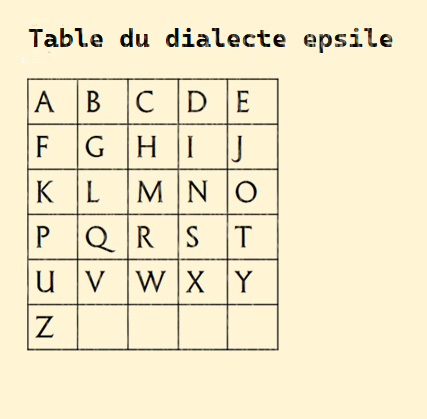 Table du dialecte epsile
A B C D E
F G H I J
K L M N O
P Q R S T
U V W X Y
Z